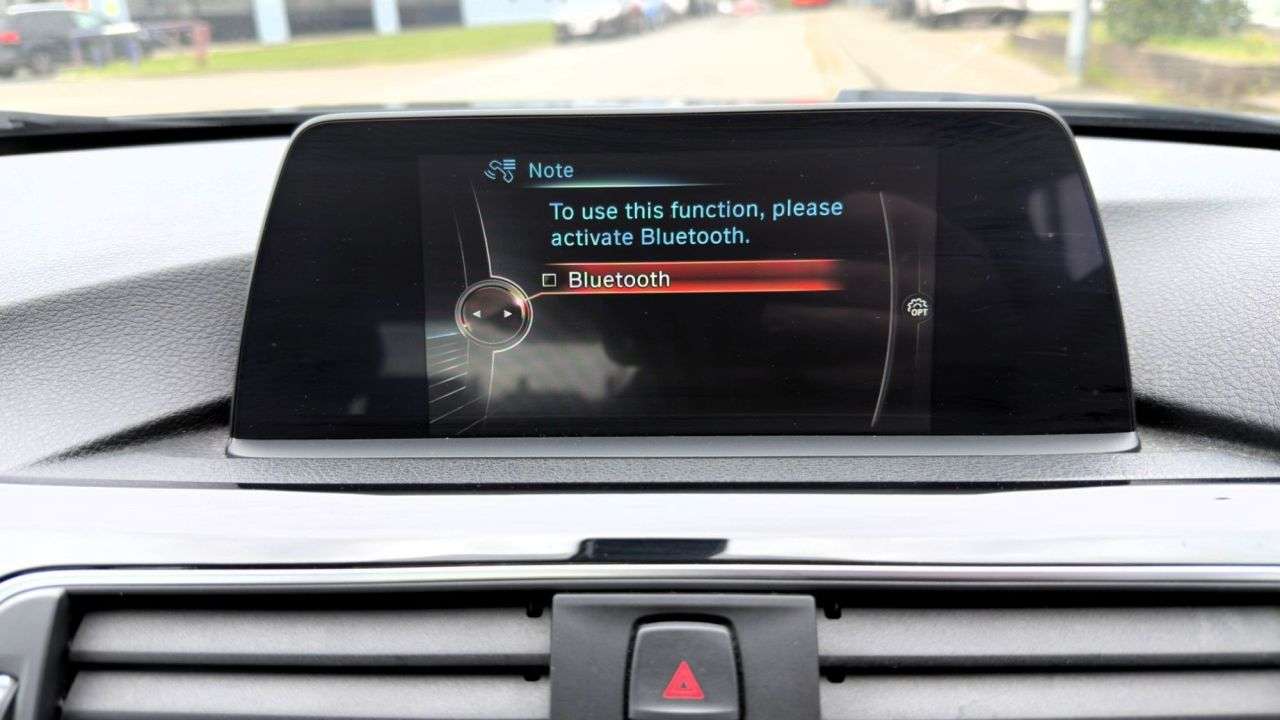 Note
To use this function, please
activate Bluetooth.
Bluetooth
OPT